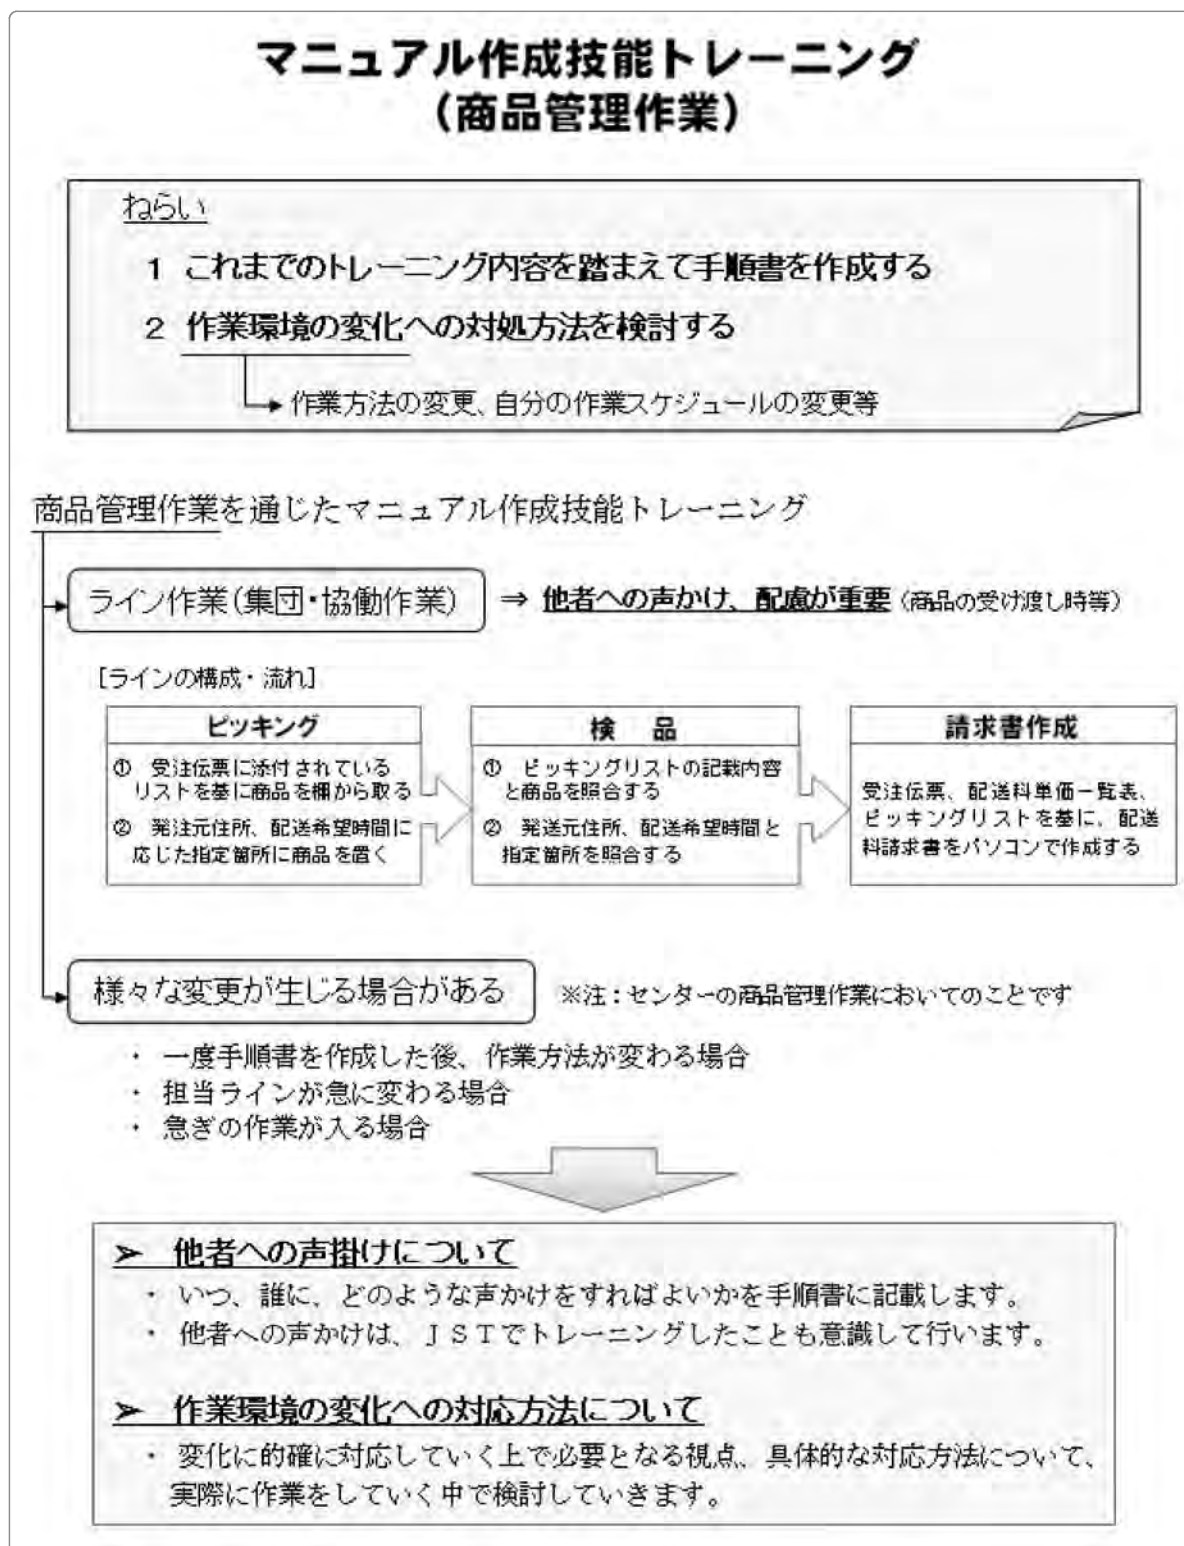 マニュアル作成技能トレーニング
（商品管理作業）
ねらい
１ これまでのトレーニング内容を踏まえて手順書を作成する
２ 作業環境の変化への対処方法を検討する
作業方法の変更、自分の作業スケジュールの変更等
商品管理作業を通じたマニュアル作成技能トレーニング
ライン作業（集団・協働作業）
⇒ 他者への声かけ、配慮が重要（商品の受け渡し時等）
［ラインの構成・流れ］
ピッキング
① 受注伝票に添付されている
リストを基に商品を棚から取る
② 発注元住所、配送希望時間に
応じた指定箇所に商品を置く
検　品
① ピッキングリストの記載内容
と商品を照合する
② 発送元住所、配送希望時間と
指定箇所を照合する
請求書作成
受注伝票、配送料単価一覧表、
ピッキングリストを基に、配送
料請求書をパソコンで作成する
様々な変更が生じる場合がある
※注：センターの商品管理作業においてのことです
・ 一度手順書を作成した後、作業方法が変わる場合
・ 担当ラインが急に変わる場合
・ 急ぎの作業が入る場合
➢ 他者への声掛けについて
・ いつ、誰に、どのような声かけをすればよいかを手順書に記載します。
・ 他者への声かけは、ＪＳＴでトレーニングしたことも意識して行います。
➢ 作業環境の変化への対応方法について
・ 変化に的確に対応していく上で必要となる視点、具体的な対応方法について、
実際に作業をしていく中で検討していきます。